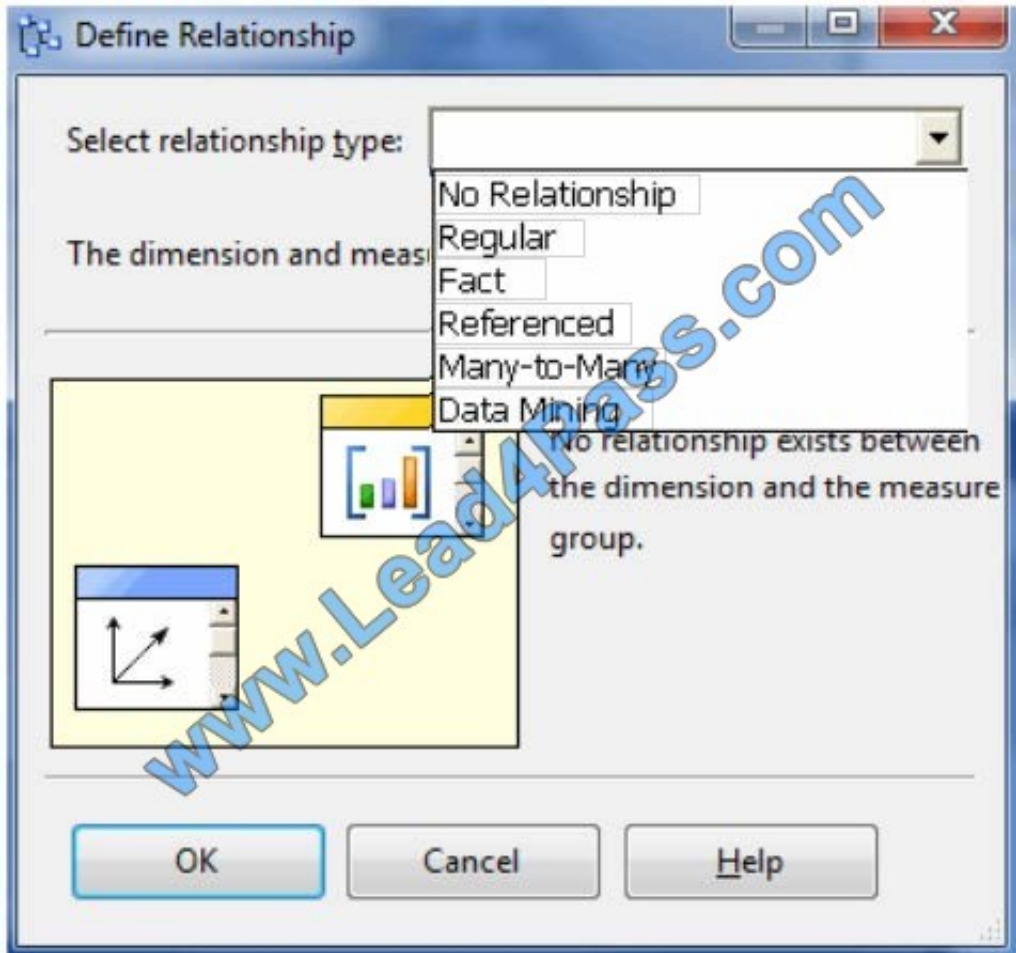 Define Relationship
Select relationship type:
No Relationship
Regular
Fact
Referenced
Many-to-Many
Data Mining
The dimension and meas
No relationship exists between
the dimension and the measure
group.
www.Lead4Pass.com
OK
Cancel
Help